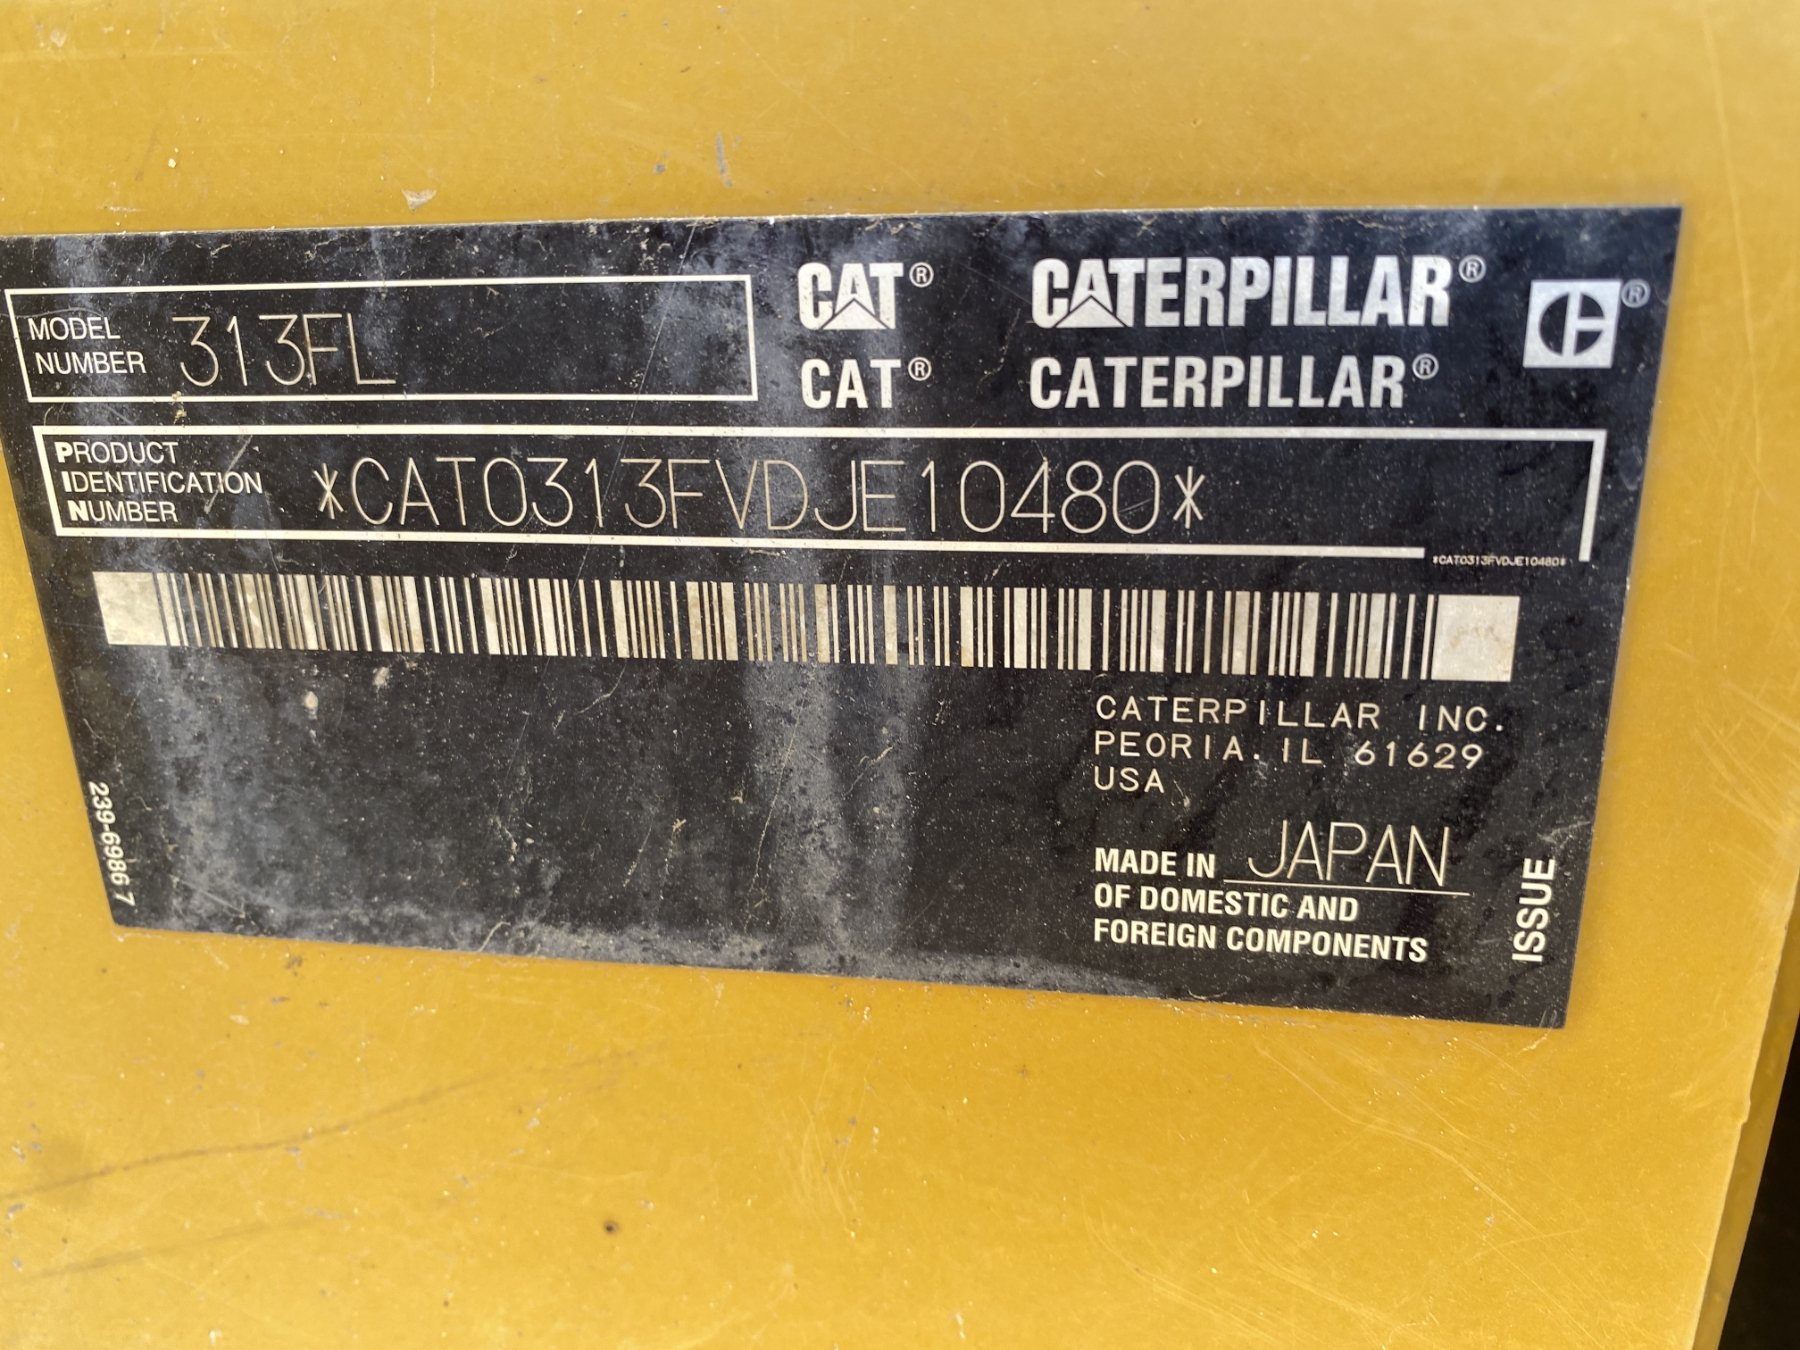 MODEL NUMBER 313FL
CAT® CATERPILLAR® ®
CAT® CATERPILLAR®
PRODUCT IDENTIFICATION NUMBER *CAT0313FVDJE10480*
*CAT0313FVDJE10480*
CATERPILLAR INC.
PEORIA, IL 61629
USA
MADE IN JAPAN
OF DOMESTIC AND
FOREIGN COMPONENTS
239-6986 7
ISSUE